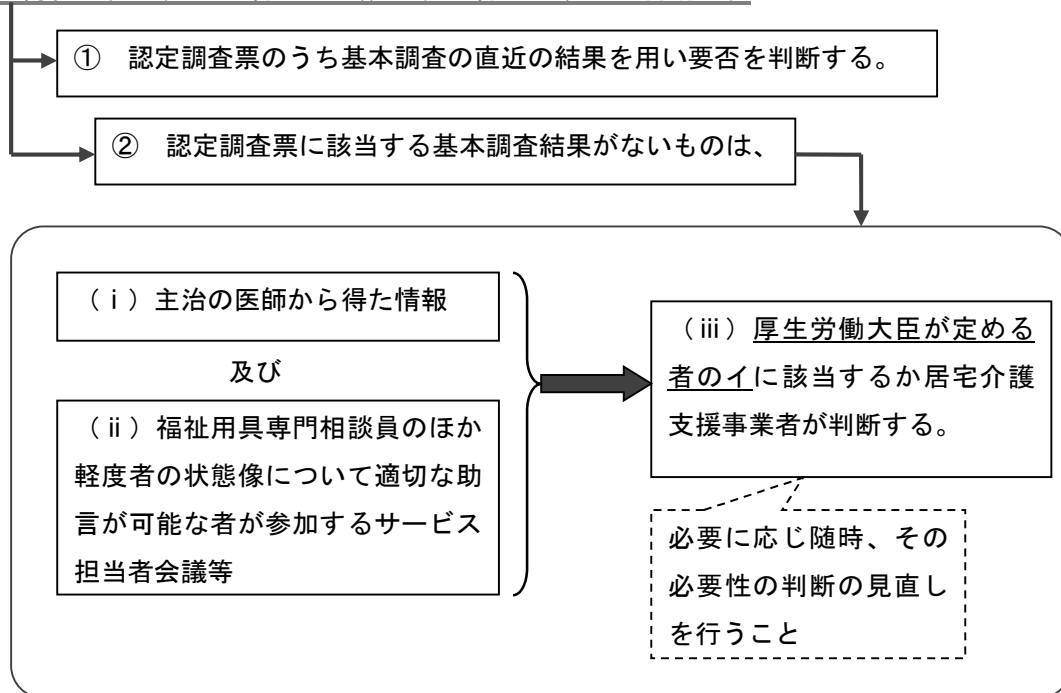 ① 認定調査票のうち基本調査の直近の結果を用い要否を判断する。
② 認定調査票に該当する基本調査結果がないものは、
（ⅰ）主治の医師から得た情報
及び
（ⅱ）福祉用具専門相談員のほか
軽度者の状態像について適切な助
言が可能な者が参加するサービス
担当者会議等
（ⅲ）厚生労働大臣が定める
者のイに該当するか居宅介護
支援事業者が判断する。
必要に応じ随時、その
必要性の判断の見直し
を行うこと